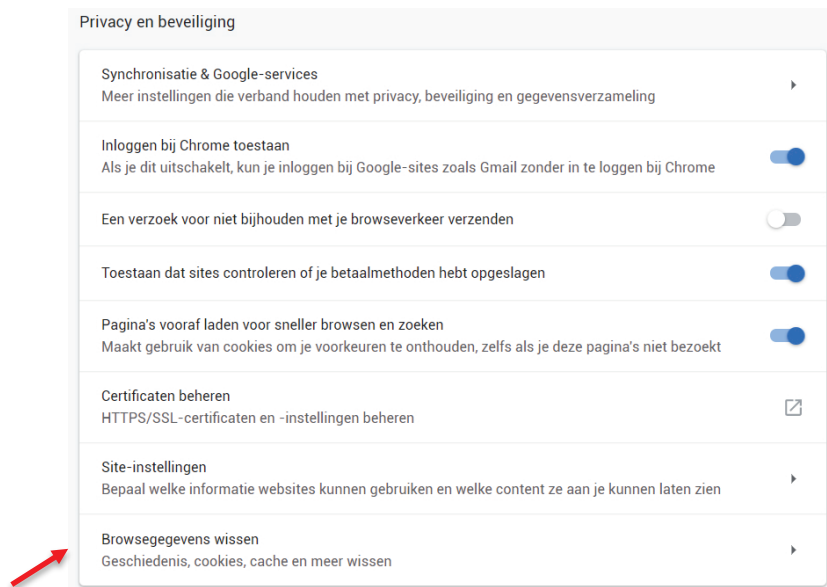 Privacy en beveiliging
Synchronisatie & Google-services
Meer instellingen die verband houden met privacy, beveiliging en gegevensverzameling
Inloggen bij Chrome toestaan
Als je dit uitschakelt, kun je inloggen bij Google-sites zoals Gmail zonder in te loggen bij Chrome
Een verzoek voor niet bijhouden met je browseverkeer verzenden
Toestaan dat sites controleren of je betaalmethoden hebt opgeslagen
Pagina's vooraf laden voor sneller browsen en zoeken
Maakt gebruik van cookies om je voorkeuren te onthouden, zelfs als je deze pagina's niet bezoekt
Certificaten beheren
HTTPS/SSL-certificaten en -instellingen beheren
Site-instellingen
Bepaal welke informatie websites kunnen gebruiken en welke content ze aan je kunnen laten zien
Browsegegevens wissen
Geschiedenis, cookies, cache en meer wissen